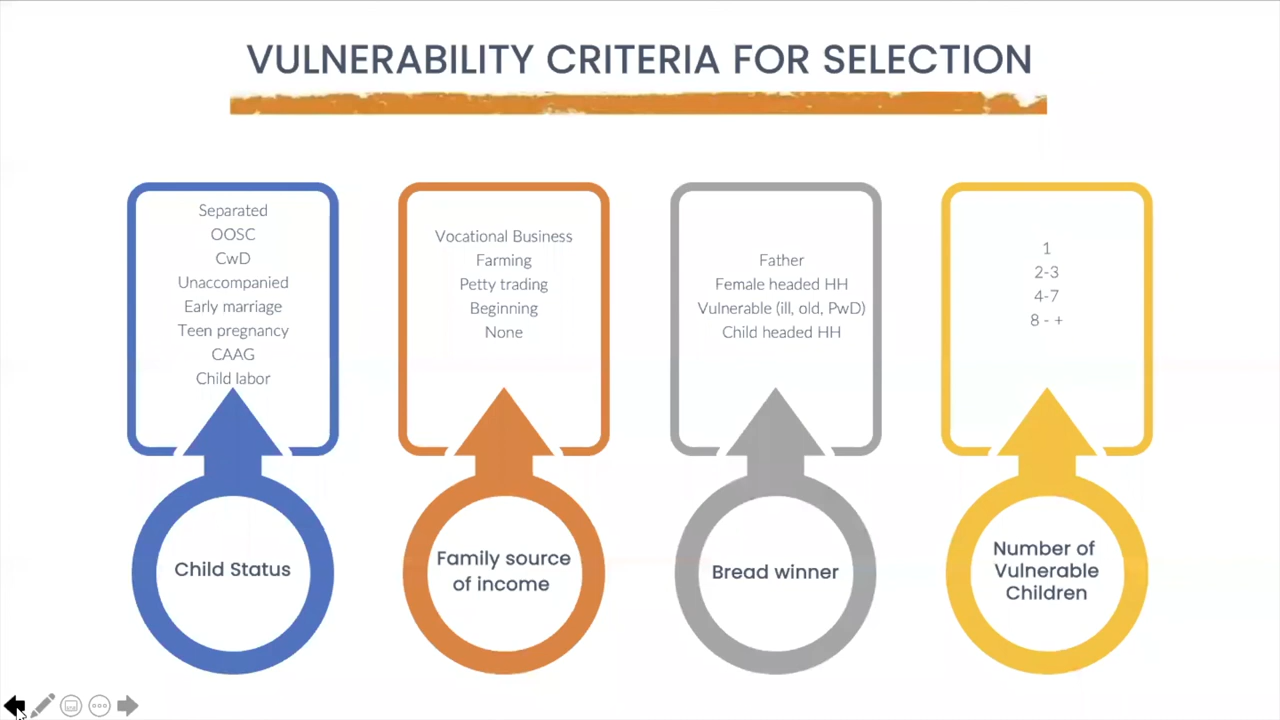 VULNERABILITY CRITERIA FOR SELECTION
Separated
OOSC
CwD
Unaccompanied
Early marriage
Teen pregnancy
CAAG
Child labor
Child Status
Vocational Business
Farming
Petty trading
Beginning
None
Family source
of income
Father
Female headed HH
Vulnerable (ill, old, PwD)
Child headed HH
Bread winner
1
2-3
4-7
8 - +
Number of
Vulnerable
Children